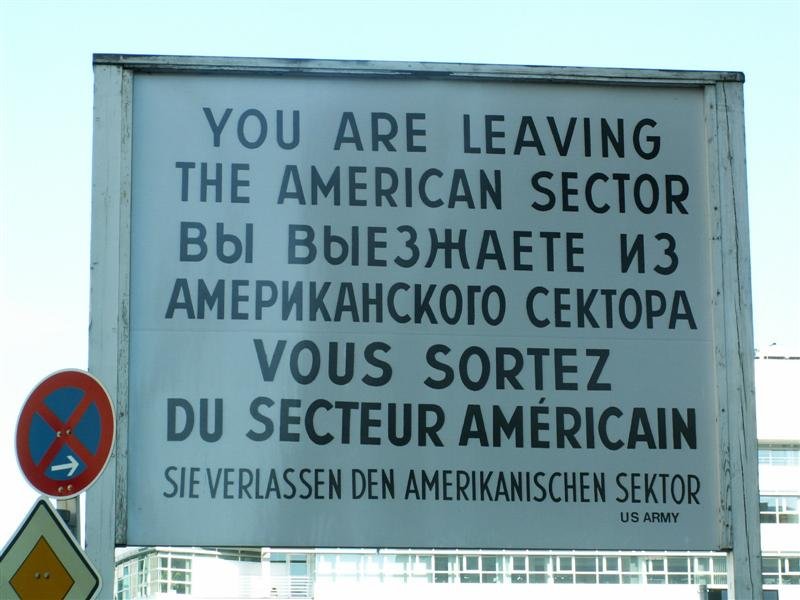 YOU ARE LEAVING
THE AMERICAN SECTOR
ВЫ ВЫЕЗЖАЕТЕ ИЗ
АМЕРИКАНСКОГО СЕКТОРА
VOUS SORTEZ
DU SECTEUR AMÉRICAIN
SIE VERLASSEN DEN AMERIKANISCHEN SEKTOR
US ARMY